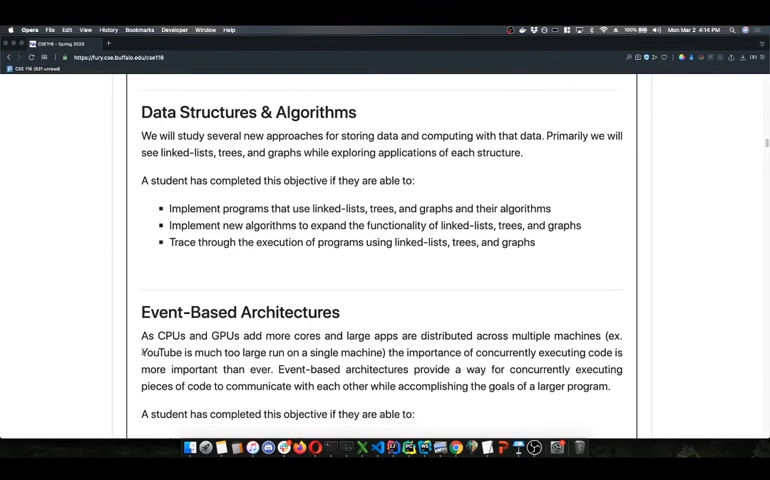 Opera File Edit View History Bookmarks Developer Window Help
100% Mon Mar 2 4:14 PM
CSE116 - Spring 2020
https://fury.cse.buffalo.edu/cse116
CSE 116 (921 unread)
Data Structures & Algorithms
We will study several new approaches for storing data and computing with that data. Primarily we will
see linked-lists, trees, and graphs while exploring applications of each structure.
A student has completed this objective if they are able to:
Implement programs that use linked-lists, trees, and graphs and their algorithms
Implement new algorithms to expand the functionality of linked-lists, trees, and graphs
Trace through the execution of programs using linked-lists, trees, and graphs
Event-Based Architectures
As CPUs and GPUs add more cores and large apps are distributed across multiple machines (ex.
YouTube is much too large run on a single machine) the importance of concurrently executing code is
more important than ever. Event-based architectures provide a way for concurrently executing
pieces of code to communicate with each other while accomplishing the goals of a larger program.
A student has completed this objective if they are able to: